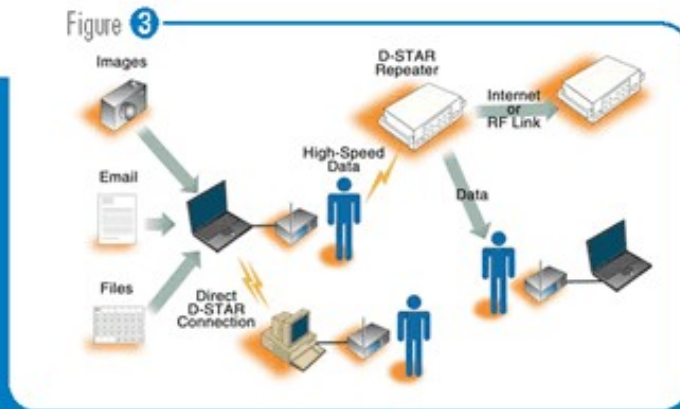 Figure 3
Images
D-STAR
Repeater
Internet
or
RF Link
High-Speed
Data
Email
Data
Files
Direct
D-STAR
Connection